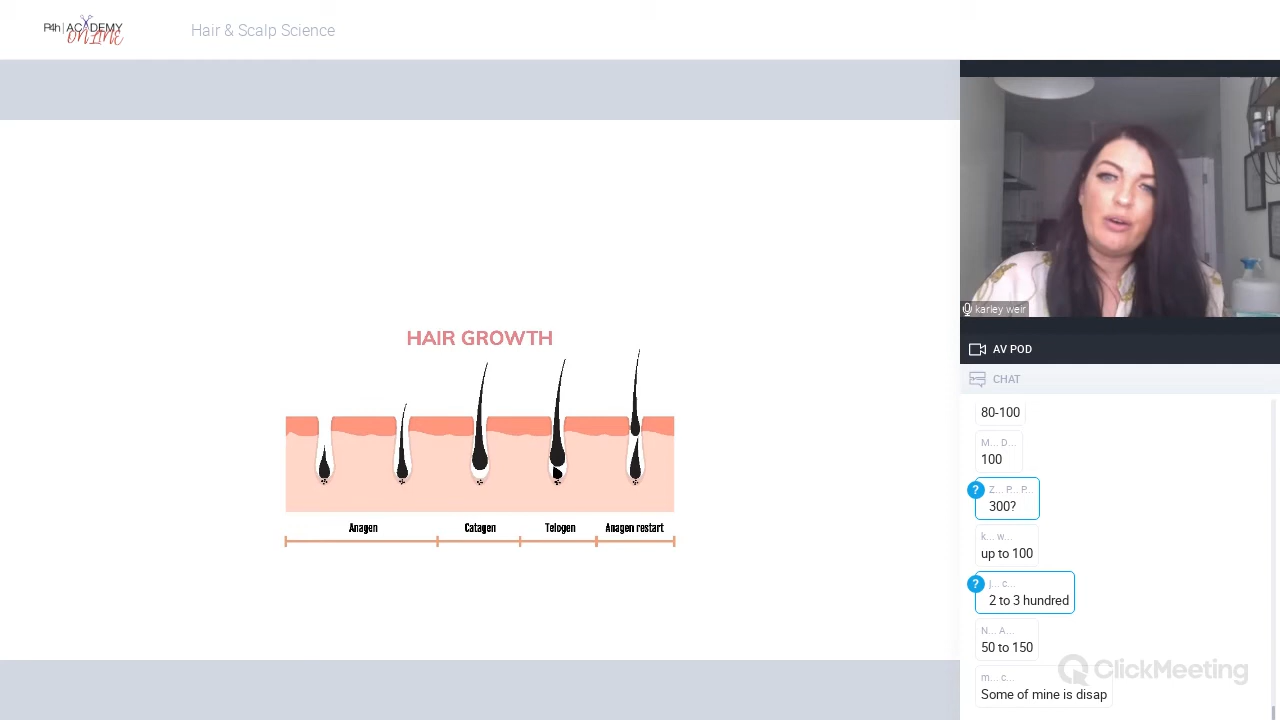 P4h | ACADEMY
ONLINE
Hair & Scalp Science
HAIR GROWTH
Anagen
Catagen
Telogen
Anagen restart
karley weir
AV POD
CHAT
80-100
M... D...
100
?
Z... P... P...
300?
k... w...
up to 100
?
j... c...
2 to 3 hundred
N... A...
50 to 150
m... c...
Some of mine is disap
ClickMeeting